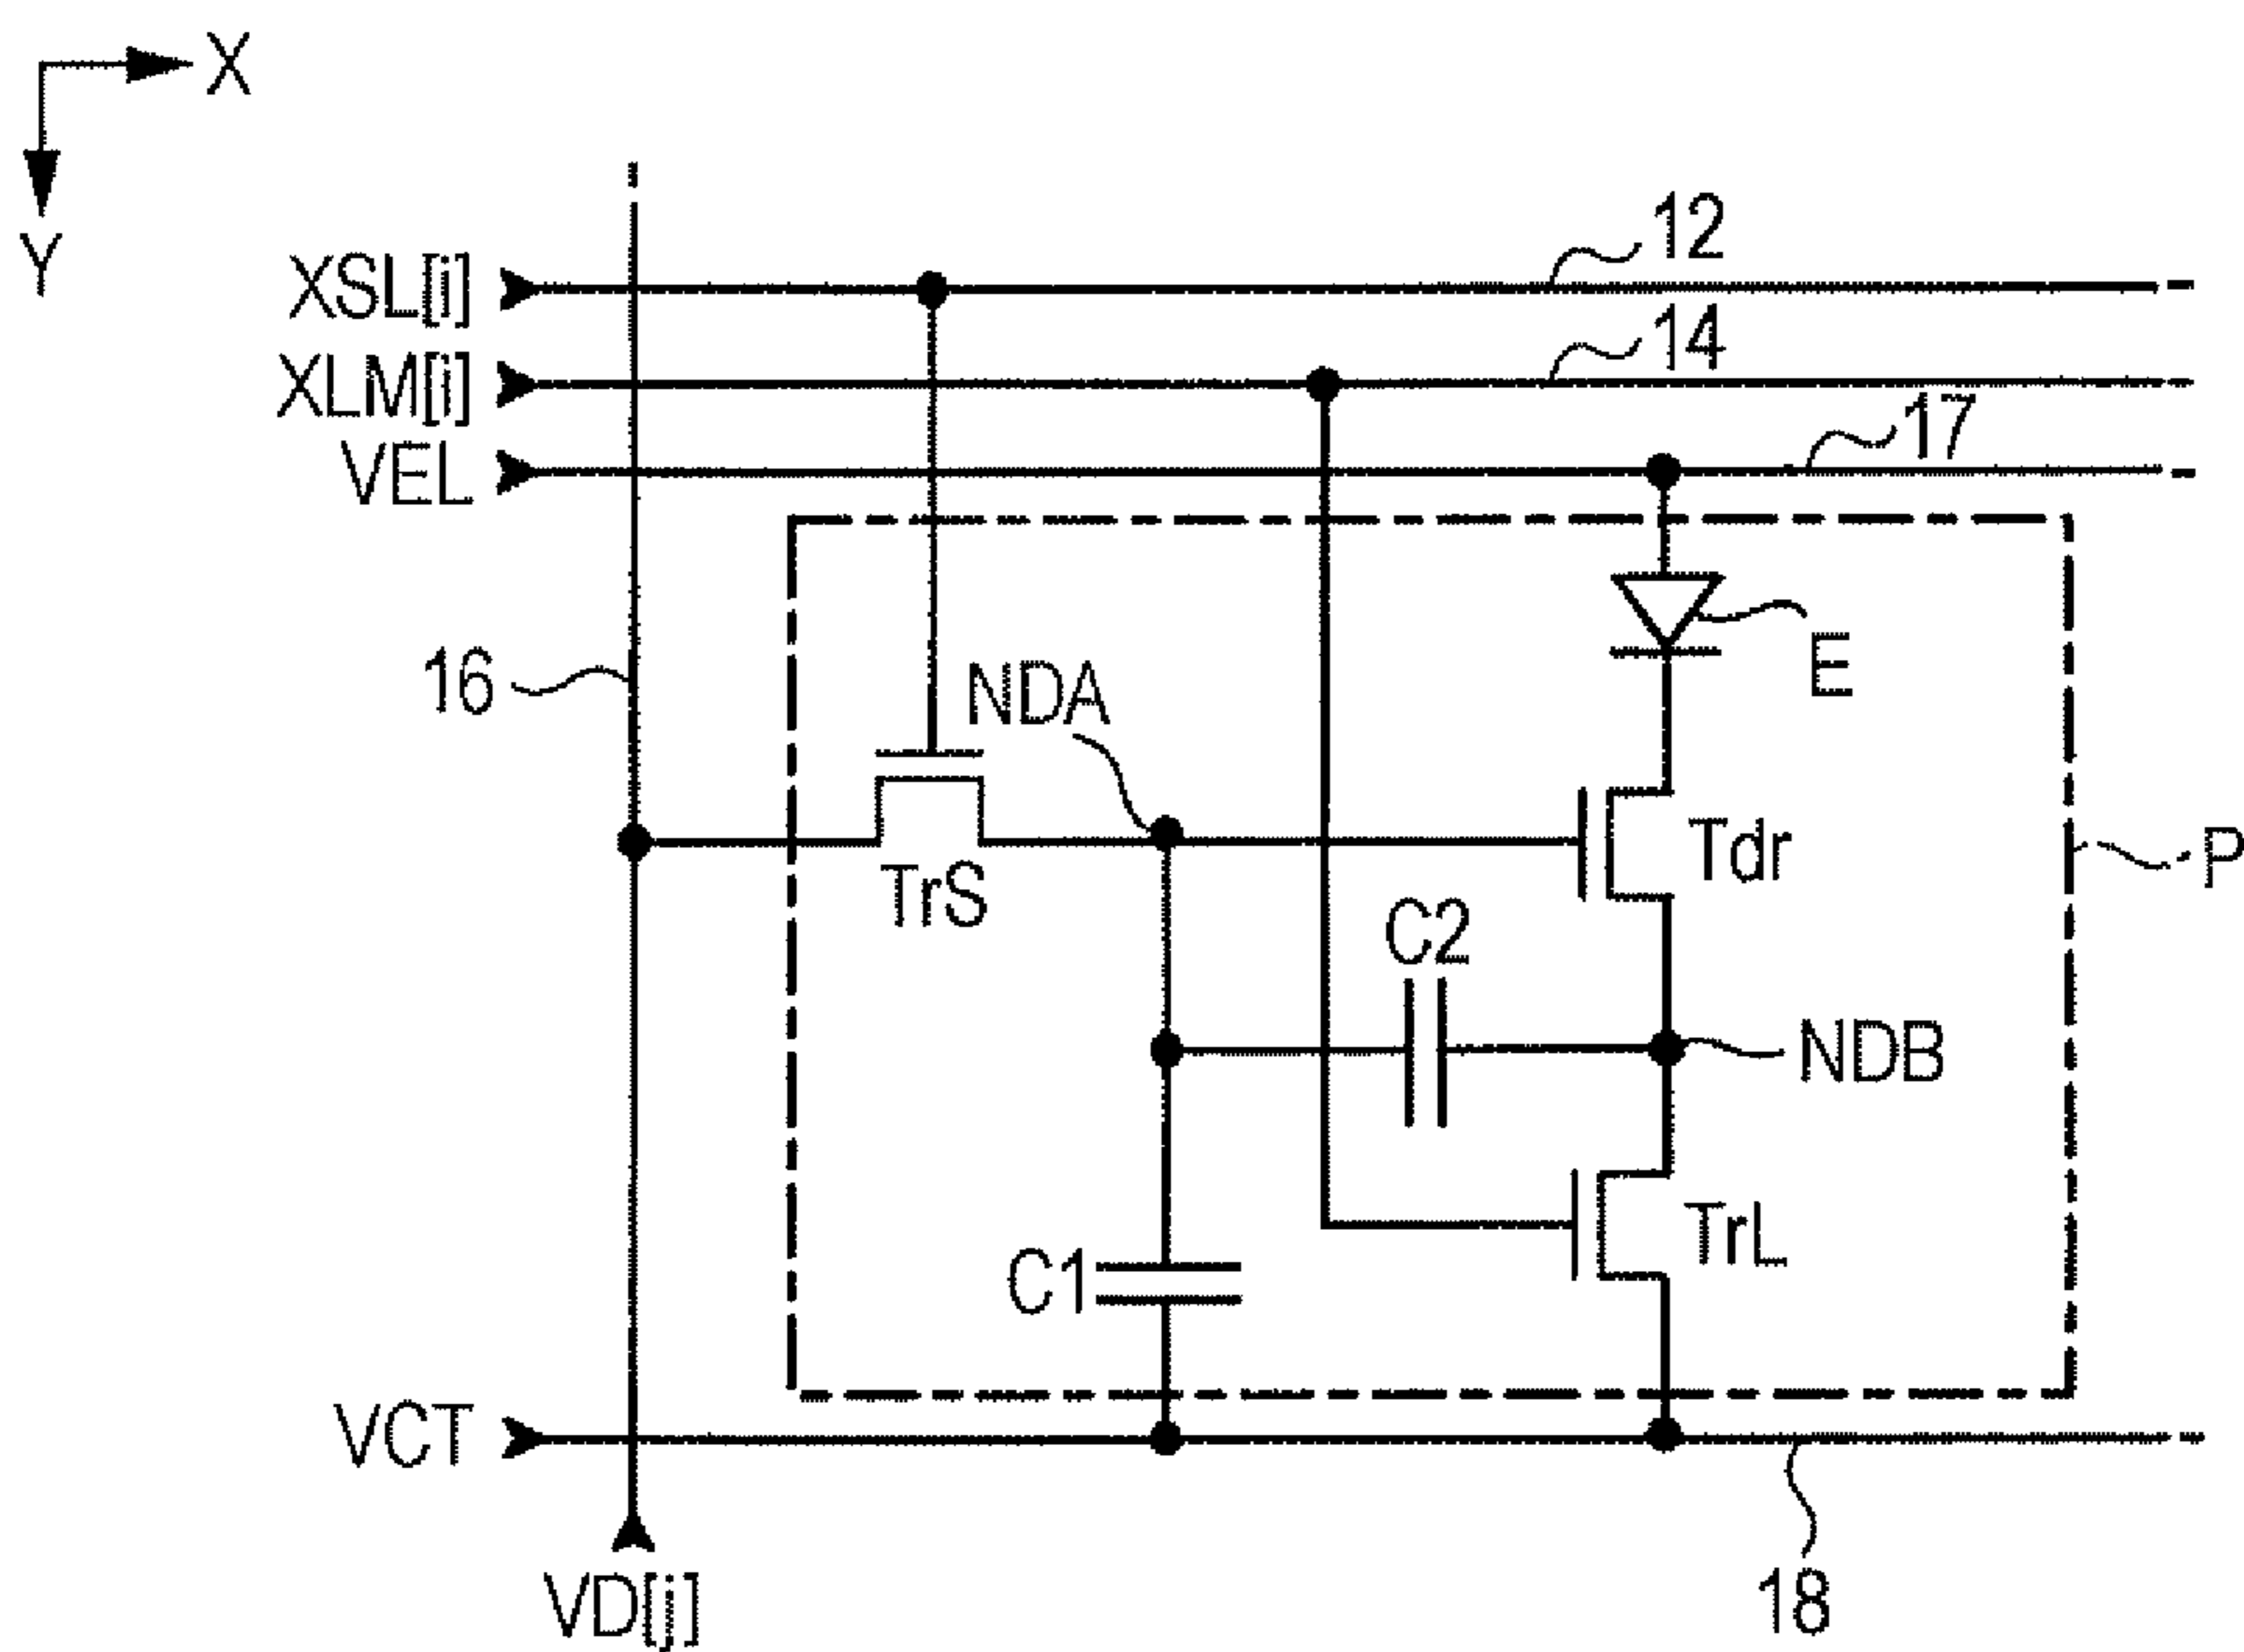 X
Y
12
XSL[i]
14
XLM[i]
17
VEL
16
NDA
E
TrS
Tdr
P
C2
NDB
C1
TrL
VCT
VD[j]
18